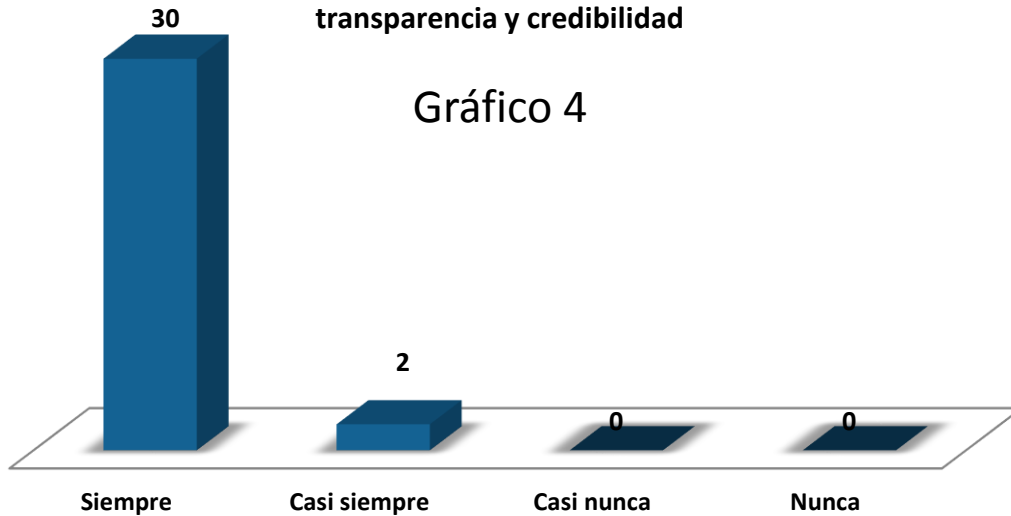 30
transparencia y credibilidad
Gráfico 4
2
0
0
Siempre
Casi siempre
Casi nunca
Nunca